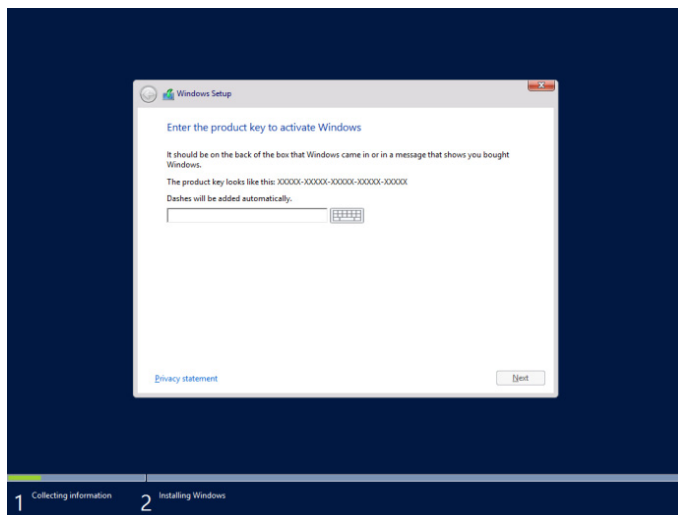 Windows Setup
Enter the product key to activate Windows
It should be on the back of the box that Windows came in or in a message that shows you bought
Windows.
The product key looks like this: XXXXX-XXXXX-XXXXX-XXXXX-XXXXX
Dashes will be added automatically.
Privacy statement
Next
1 Collecting information
2 Installing Windows